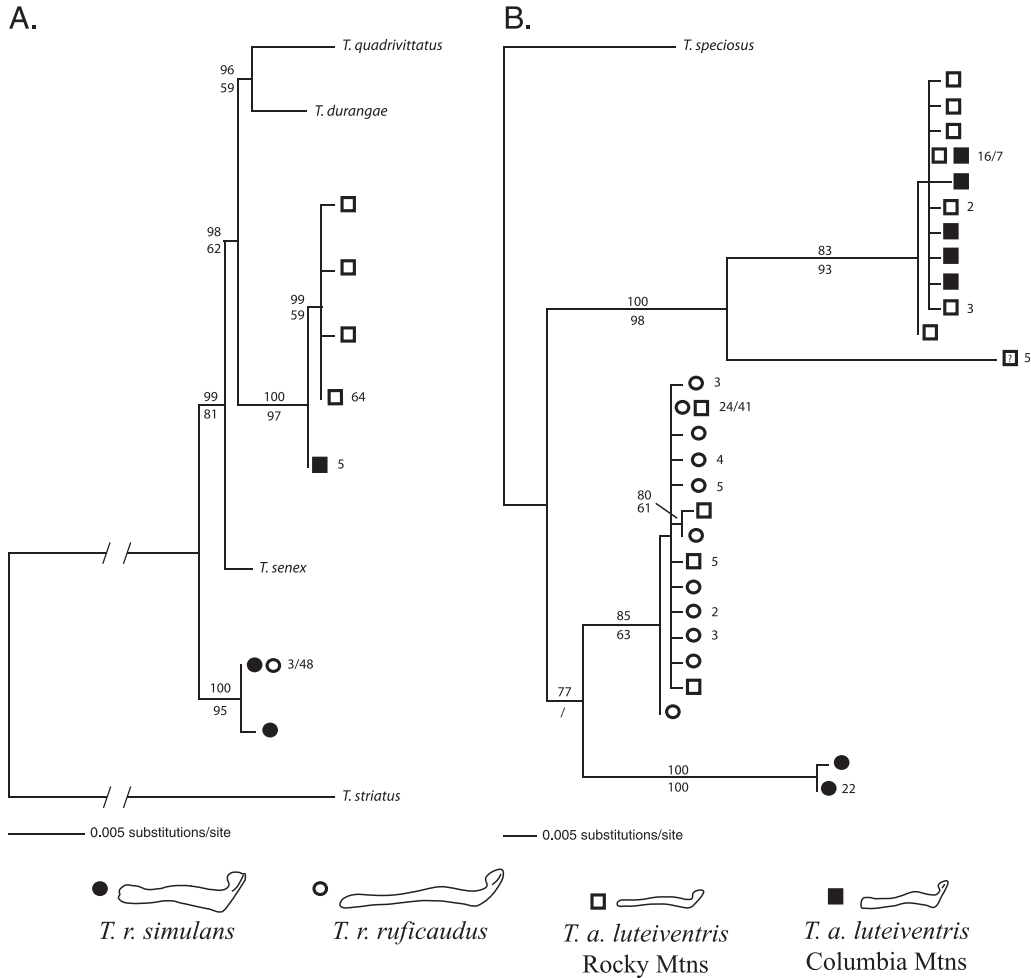 A.
B.
T. quadrivittatus
T. speciosus
96
59
T. durangae
16/7
2
98
62
83
93
99
59
100
98
3
? 5
3
64
24/41
100
97
99
81
4
5
5
80
61
5
T. senex
2
85
63
3
3/48
100
95
77
/
100
100
22
T. striatus
0.005 substitutions/site
0.005 substitutions/site
T. r. simulans
T. r. ruficaudus
T. a. luteiventris
Rocky Mtns
T. a. luteiventris
Columbia Mtns